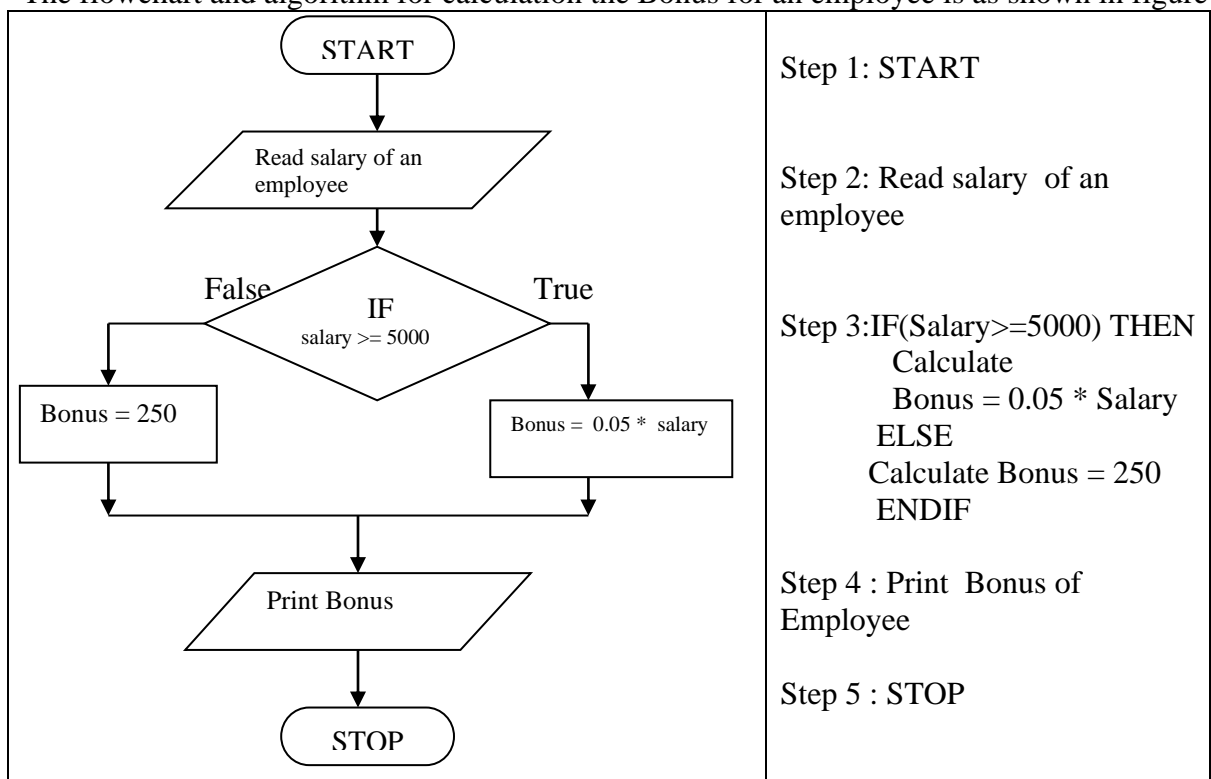 The flowchart and algorithm for calculation the Bonus for an employee is as shown in figure
START
Read salary of an
employee
False
True
IF
salary >= 5000
Bonus = 250
Bonus = 0.05 * salary
Print Bonus
STOP
Step 1: START
Step 2: Read salary of an
employee
Step 3:IF(Salary>=5000) THEN
Calculate
Bonus = 0.05 * Salary
ELSE
Calculate Bonus = 250
ENDIF
Step 4 : Print Bonus of
Employee
Step 5 : STOP